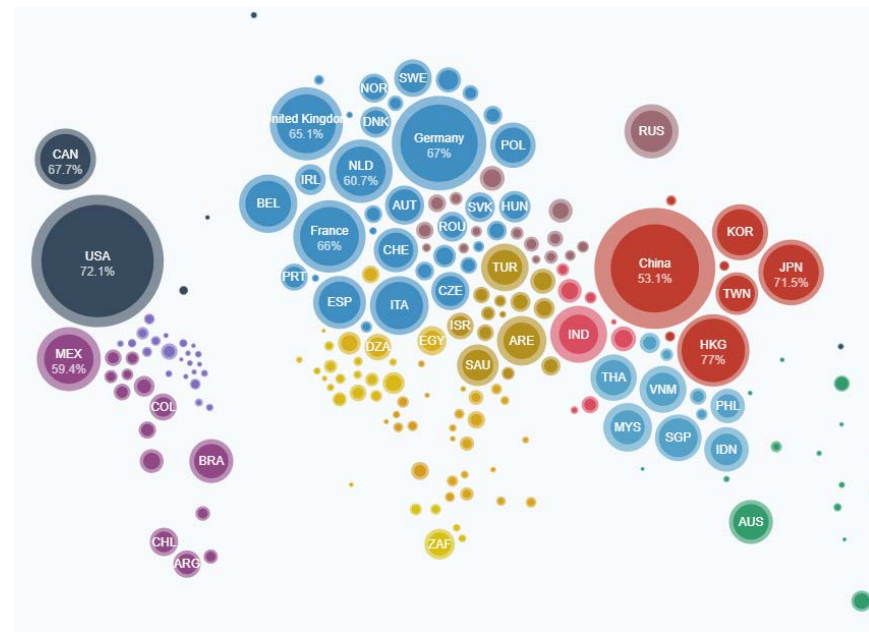 SWE
NOR
United Kingdom
65.1%
DNK
Germany
67%
POL
RUS
CAN
67.7%
NLD
60.7%
IRL
BEL
AUT
SVK
HUN
France
66%
ROU
KOR
USA
72.1%
CHE
TUR
China
53.1%
JPN
71.5%
PRT
CZE
TWN
ESP
ITA
ISR
IND
HKG
77%
DZA
EGY
ARE
MEX
59.4%
SAU
THA
VNM
COL
PHL
MYS
SGP
IDN
BRA
AUS
CHL
ZAF
ARG